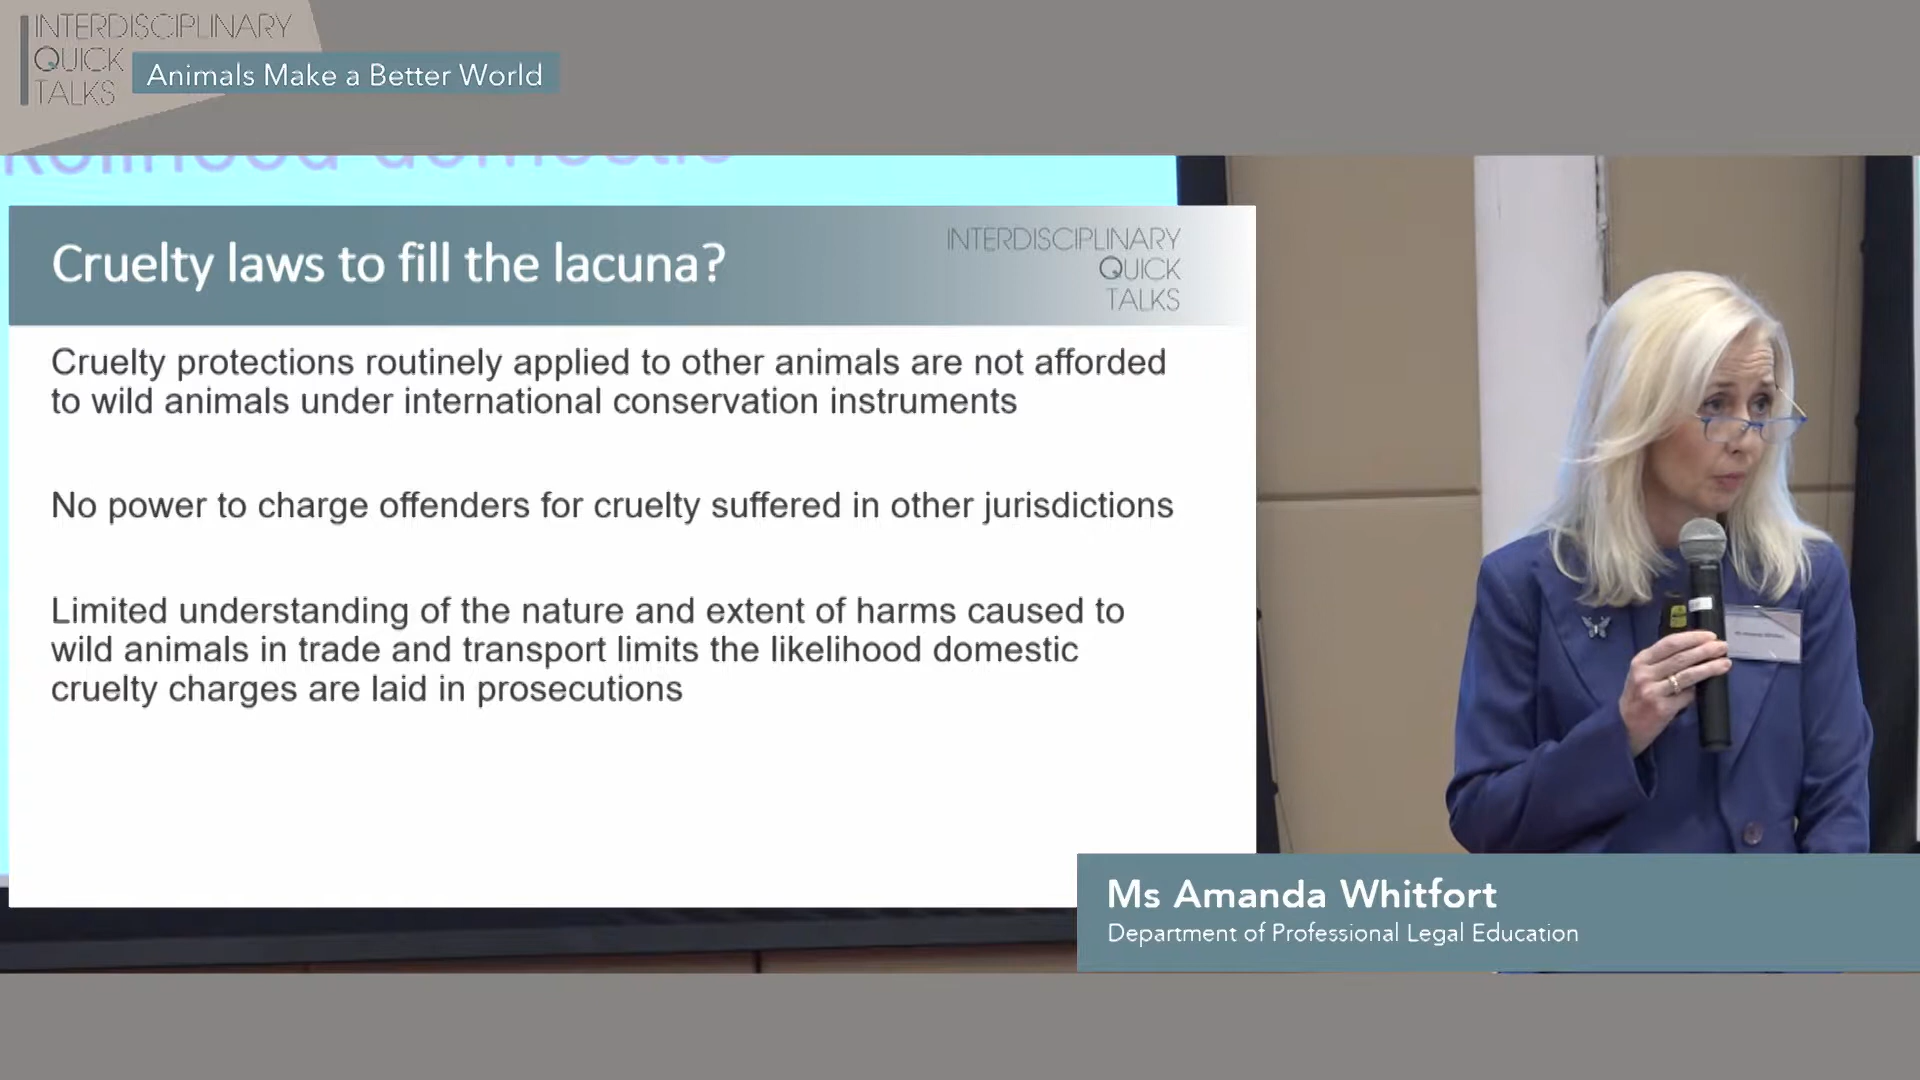 INTERDISCIPLINARY
QUICK
TALKS
Animals Make a Better World
likelihood domestic
Cruelty laws to fill the lacuna?
INTERDISCIPLINARY
QUICK
TALKS
Cruelty protections routinely applied to other animals are not afforded
to wild animals under international conservation instruments
No power to charge offenders for cruelty suffered in other jurisdictions
Limited understanding of the nature and extent of harms caused to
wild animals in trade and transport limits the likelihood domestic
cruelty charges are laid in prosecutions
Ms Amanda Whitfort
Department of Professional Legal Education